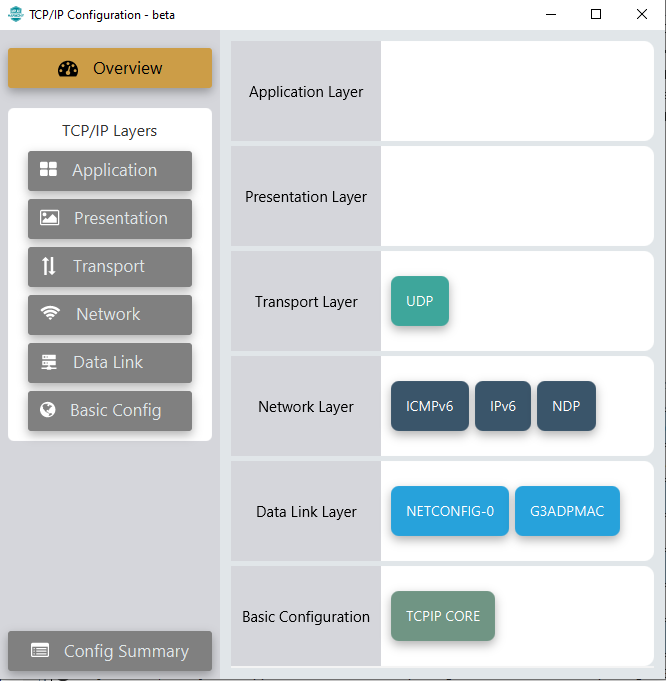 TCP/IP Configuration - beta
Overview
TCP/IP Layers
Application
Presentation
Transport
Network
Data Link
Basic Config
Config Summary
Application Layer
Presentation Layer
Transport Layer
UDP
Network Layer
ICMPv6 IPv6 NDP
Data Link Layer
NETCONFIG-0 G3ADPMAC
Basic Configuration
TCPIP CORE